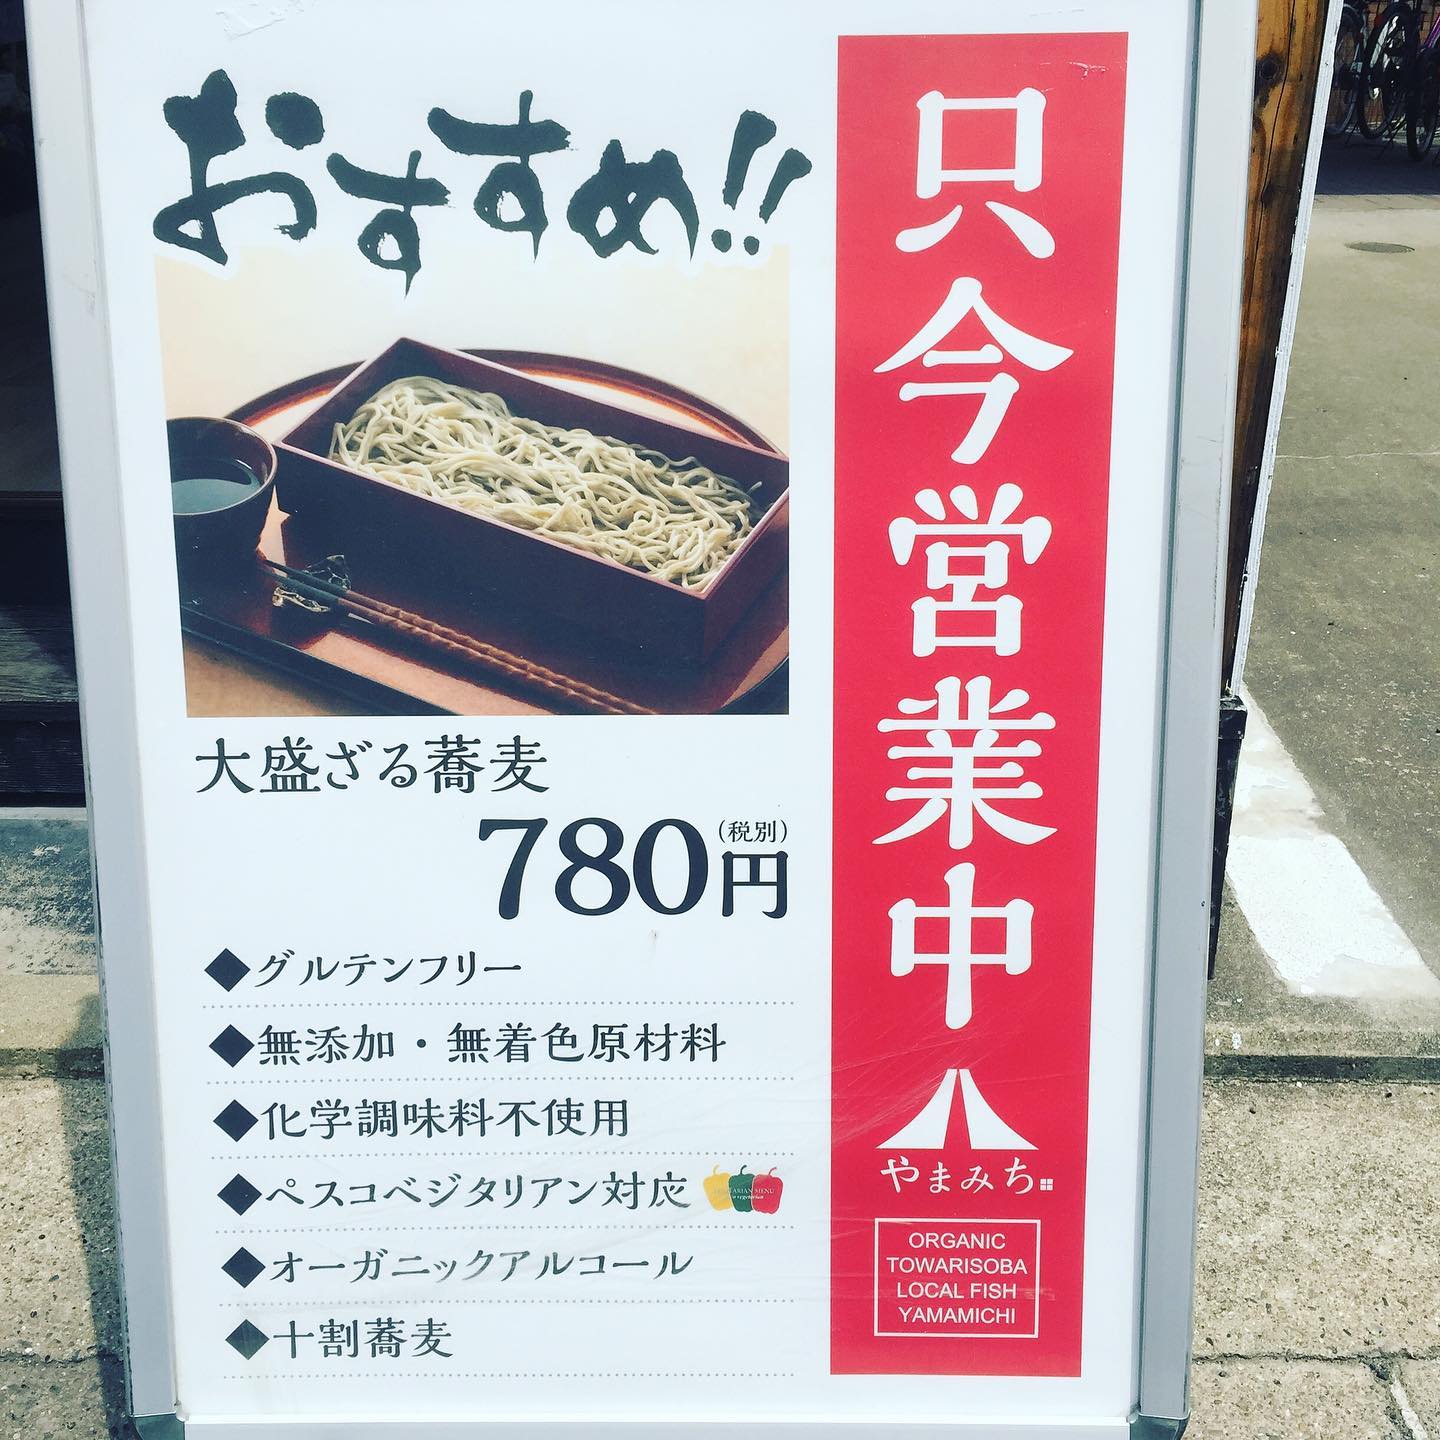 おすすめ!!
大盛ざる蕎麦
780円(税別)
◆グルテンフリー
◆無添加・無着色原材料
◆化学調味料不使用
◆ペスコベジタリアン対応
◆オーガニックアルコール
◆十割蕎麦
只今営業中
やまみち
ORGANIC
TOWARISOBA
LOCAL FISH
YAMAMICHI